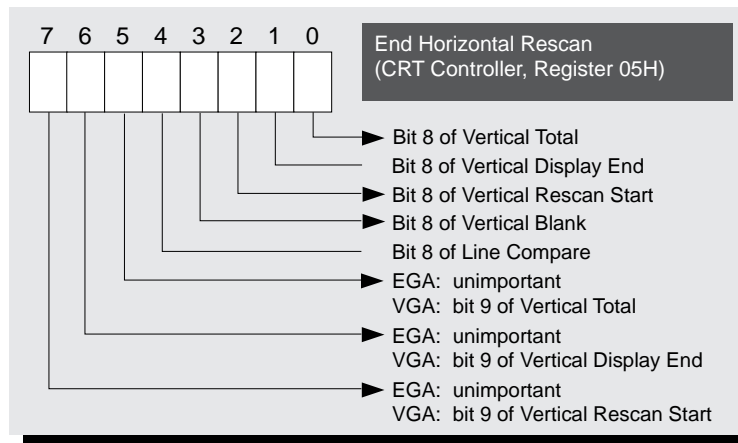 7 6 5 4 3 2 1 0
End Horizontal Rescan
(CRT Controller, Register 05H)
Bit 8 of Vertical Total
Bit 8 of Vertical Display End
Bit 8 of Vertical Rescan Start
Bit 8 of Vertical Blank
Bit 8 of Line Compare
EGA: unimportant
VGA: bit 9 of Vertical Total
EGA: unimportant
VGA: bit 9 of Vertical Display End
EGA: unimportant
VGA: bit 9 of Vertical Rescan Start